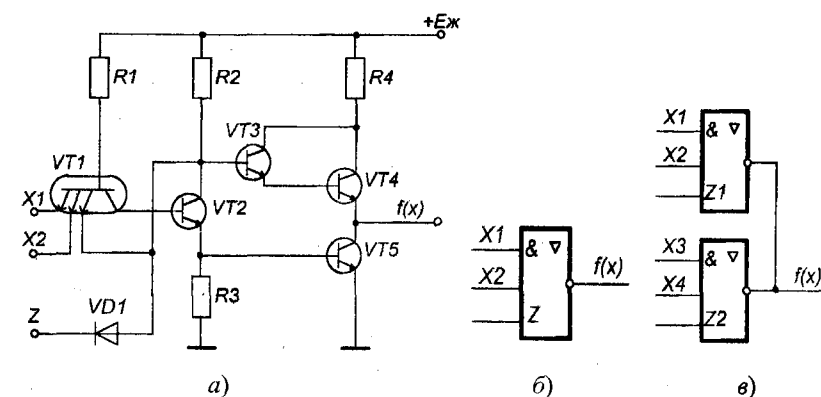 +Eж
R1
R2
R4
VT3
VT1
VT4
X1
VT2
f(x)
X2
VT5
R3
Z
VD1
а)
X1
&
X2
f(x)
Z
б)
X1
&
X2
Z1
X3
&
X4
f(x)
Z2
в)